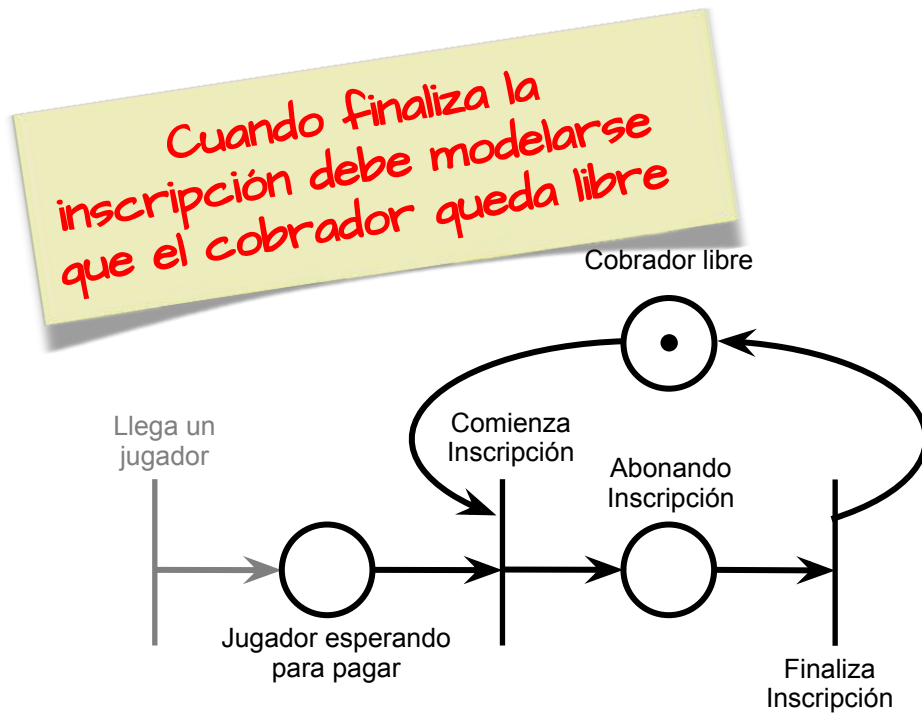 Cuando finaliza la
inscripción debe modelarse
que el cobrador queda libre
Cobrador libre
Llega un
jugador
Comienza
Inscripción
Abonando
Inscripción
Jugador esperando
para pagar
Finaliza
Inscripción